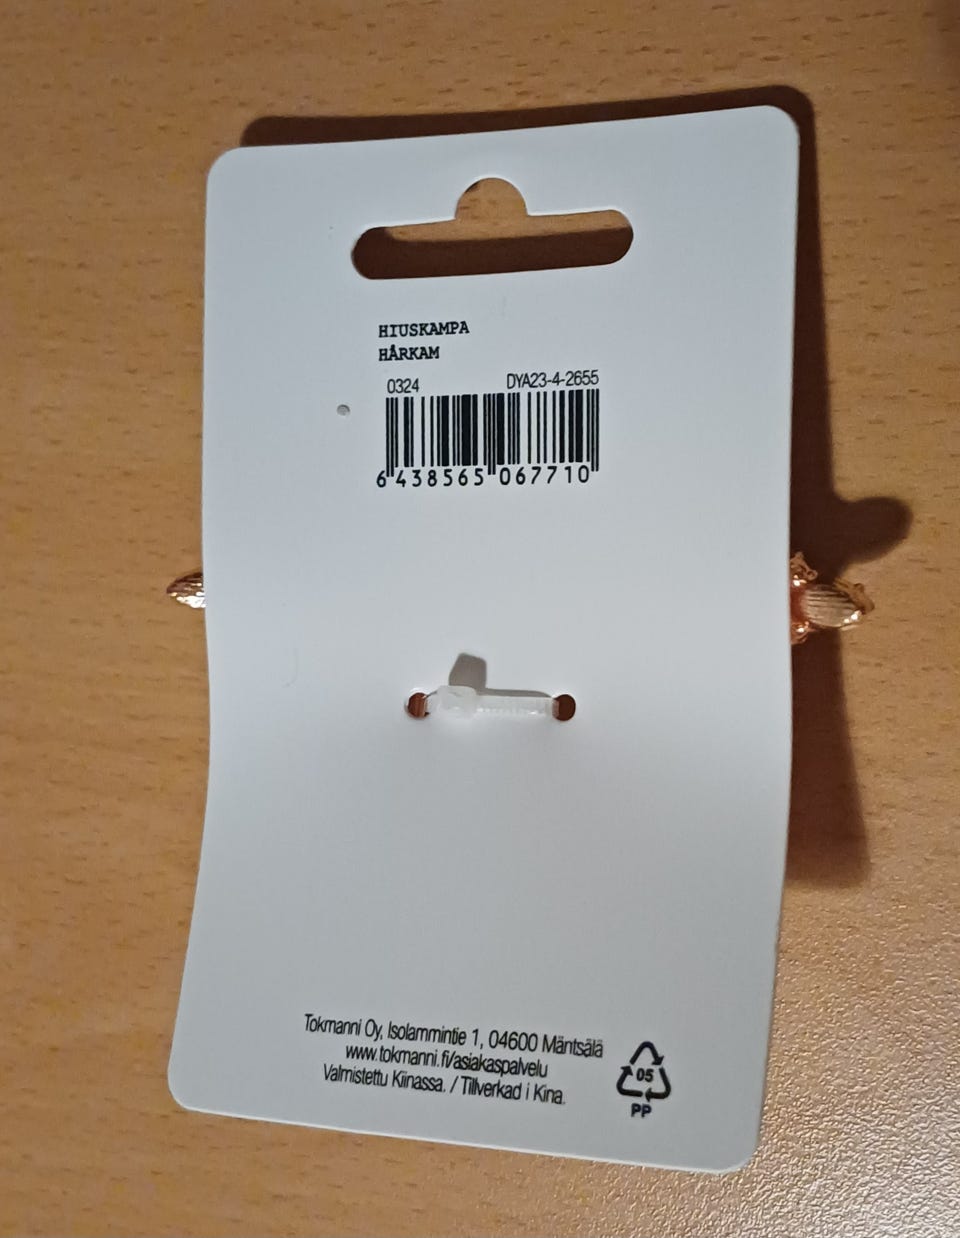 HIUSKAMPA
HÅRKAM
0324 DYA23-4-2655
6 438565 067710
Tokmanni Oy, Isolammintie 1, 04600 Mäntsälä
www.tokmanni.fi/asiakaspalvelu
Valmistettu Kiinassa. / Tillverkad i Kina.
05
PP